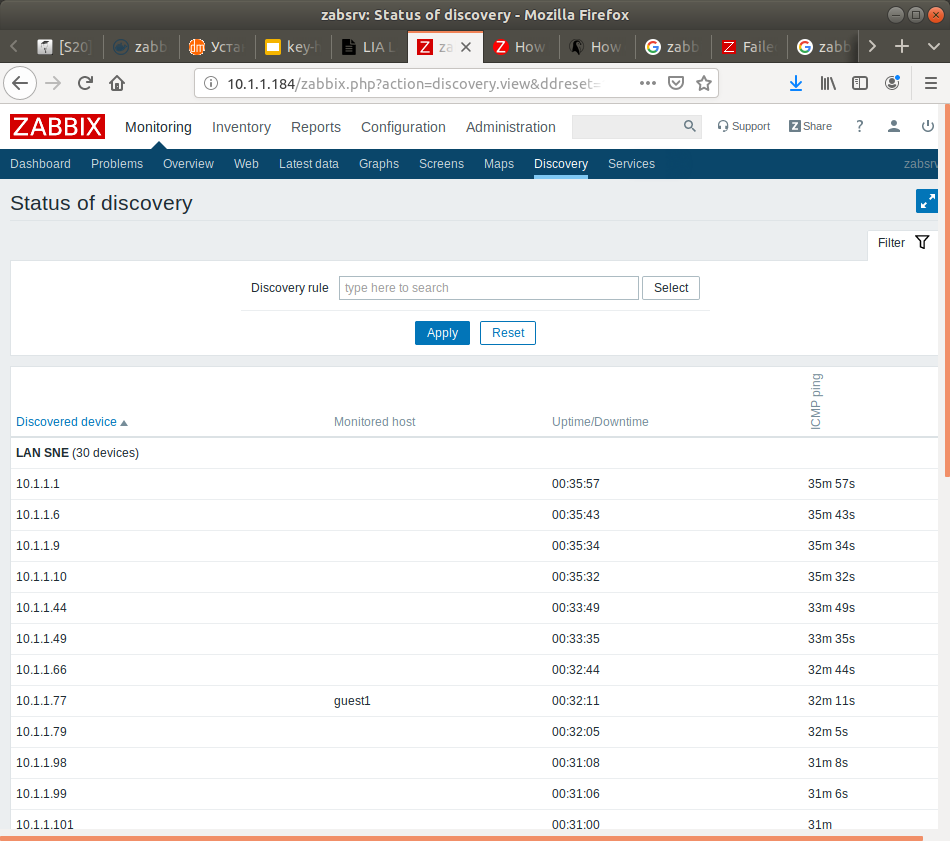 zabsrv: Status of discovery - Mozilla Firefox
[S20 zabb Уста key-h LIA L za How How zabb Faile zabb
10.1.1.184/zabbix.php?action=discovery.view&ddreset=
ZABBIX Monitoring Inventory Reports Configuration Administration Support Z Share ?
Dashboard Problems Overview Web Latest data Graphs Screens Maps Discovery Services zabsrv
Status of discovery
Filter
Discovery rule type here to search Select
Apply Reset
Discovered device Monitored host Uptime/Downtime ICMP ping
LAN SNE (30 devices)
10.1.1.1 00:35:57 35m 57s
10.1.1.6 00:35:43 35m 43s
10.1.1.9 00:35:34 35m 34s
10.1.1.10 00:35:32 35m 32s
10.1.1.44 00:33:49 33m 49s
10.1.1.49 00:33:35 33m 35s
10.1.1.66 00:32:44 32m 44s
10.1.1.77 guest1 00:32:11 32m 11s
10.1.1.79 00:32:05 32m 5s
10.1.1.98 00:31:08 31m 8s
10.1.1.99 00:31:06 31m 6s
10.1.1.101 00:31:00 31m